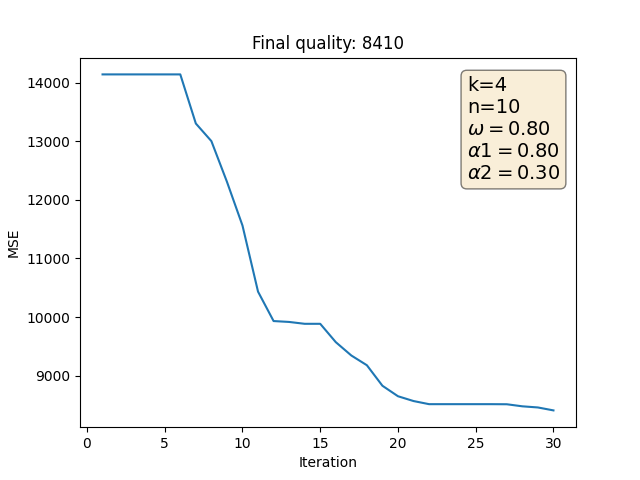 Final quality: 8410
k=4
n=10
ω = 0.80
α1 = 0.80
α2 = 0.30
14000
13000
12000
11000
10000
9000
MSE
0 5 10 15 20 25 30
Iteration